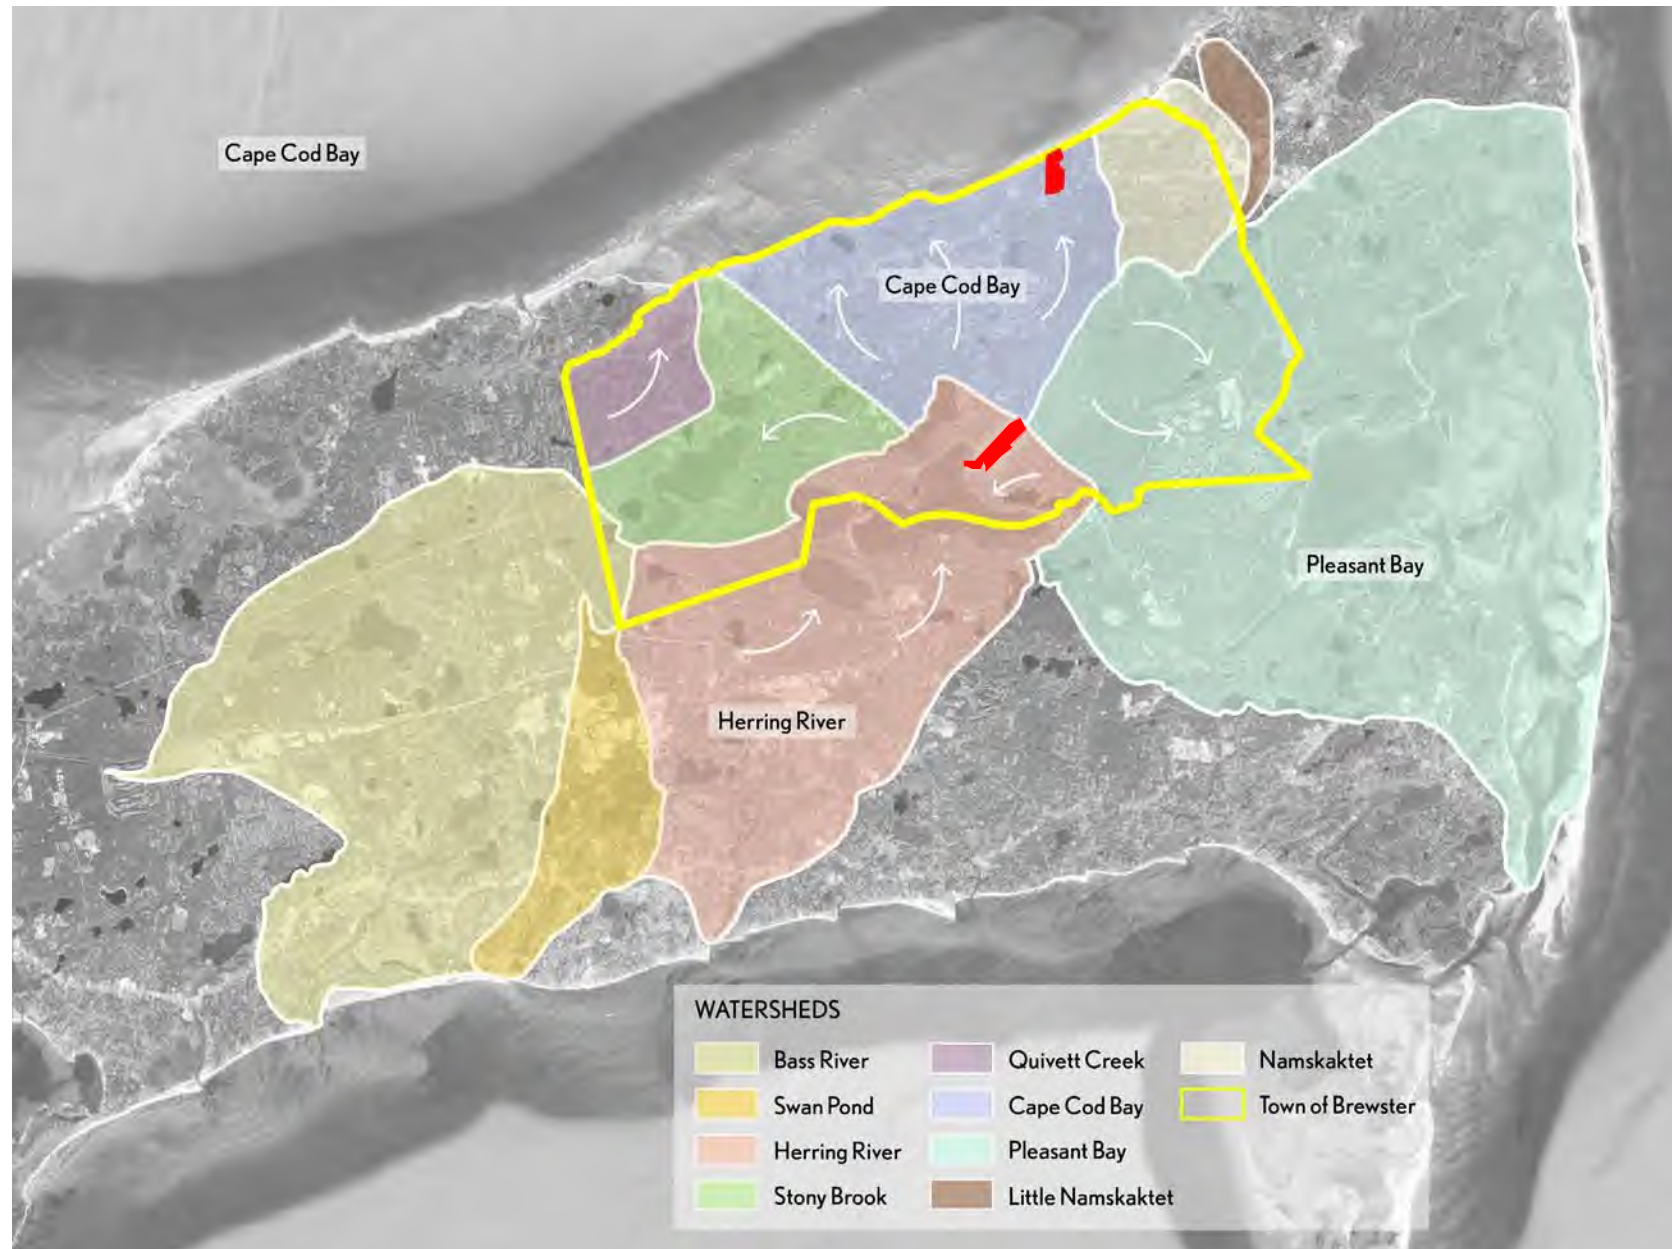 Cape Cod Bay
Cape Cod Bay
Pleasant Bay
Herring River
WATERSHEDS
Bass River
Swan Pond
Herring River
Stony Brook
Quivett Creek
Cape Cod Bay
Pleasant Bay
Little Namskaktet
Namskaktet
Town of Brewster